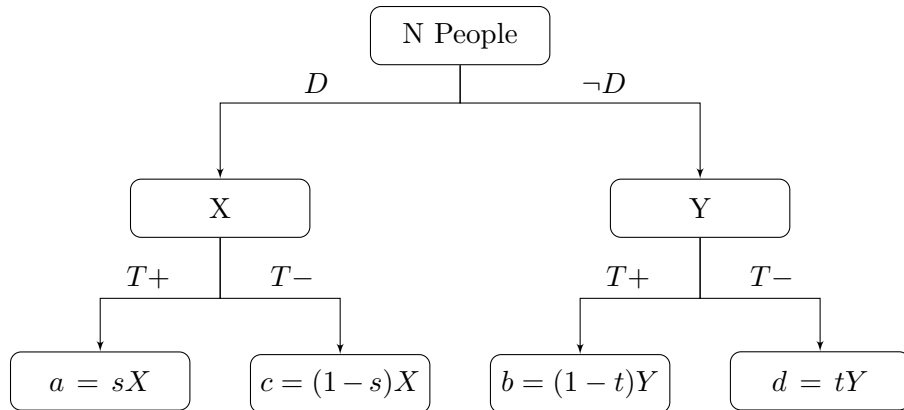 N People
D ¬D
X Y
T+ T− T+ T−
a = sX c = (1−s)X b = (1−t)Y d = tY